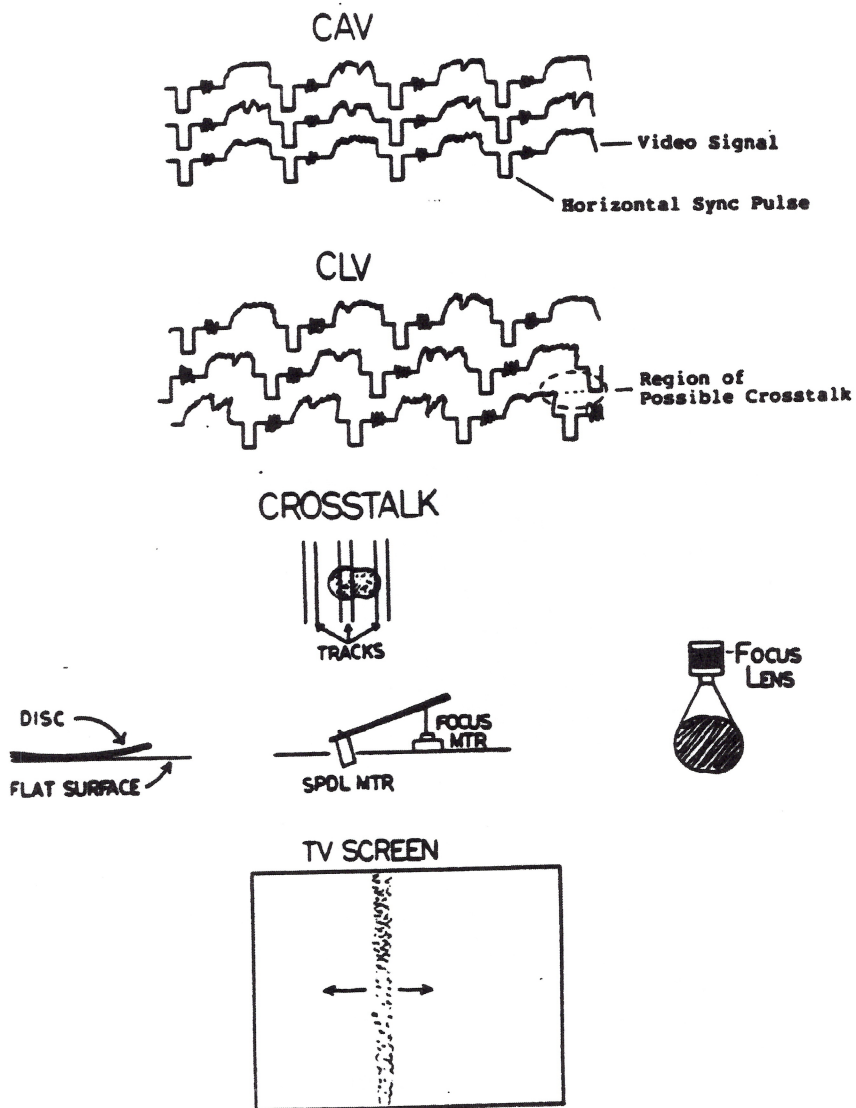 CAV
Video Signal
Horizontal Sync Pulse
CLV
Region of
Possible Crosstalk
CROSSTALK
TRACKS
FOCUS
LENS
DISC
FLAT SURFACE
FOCUS
MTR
SPDL MTR
TV SCREEN